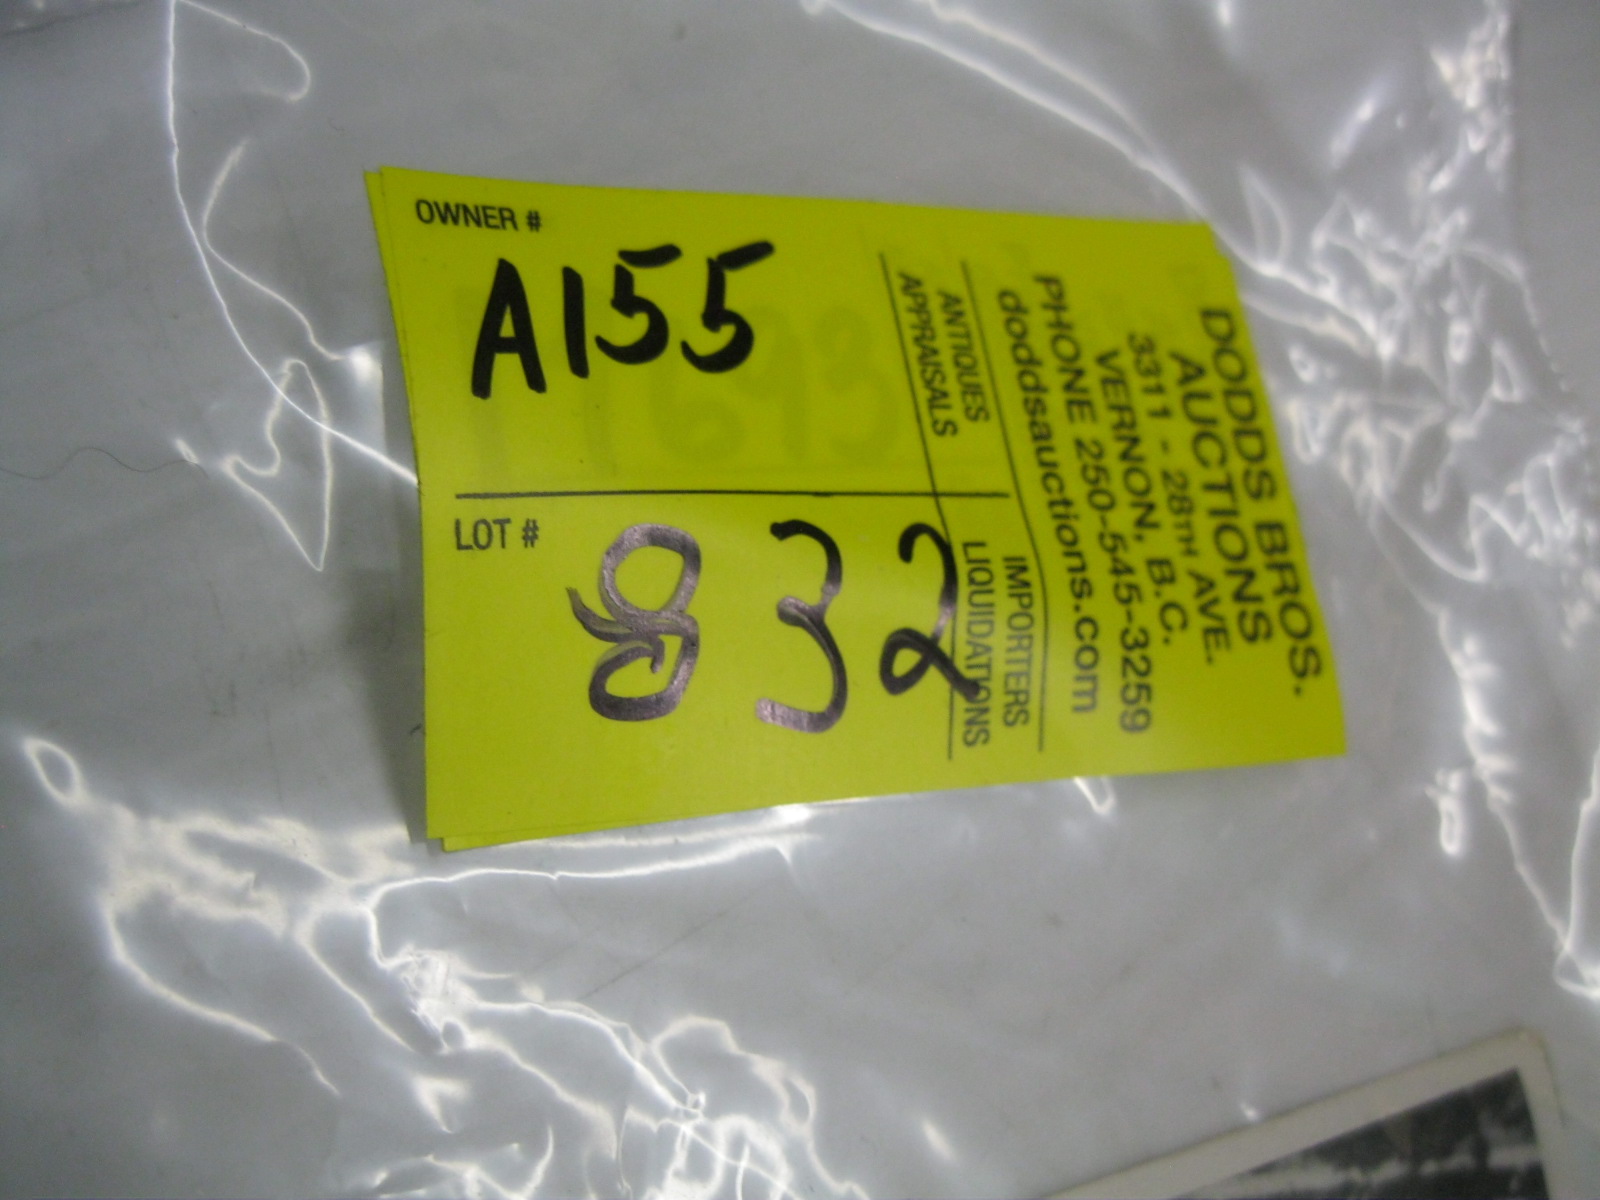 OWNER #
A155
LOT #
832
DODDS BROS.
AUCTIONS
3311 - 28TH AVE.
VERNON, B.C.
PHONE 250-545-3259
doddsauctions.com
ANTIQUES IMPORTERS
APPRAISALS LIQUIDATIONS